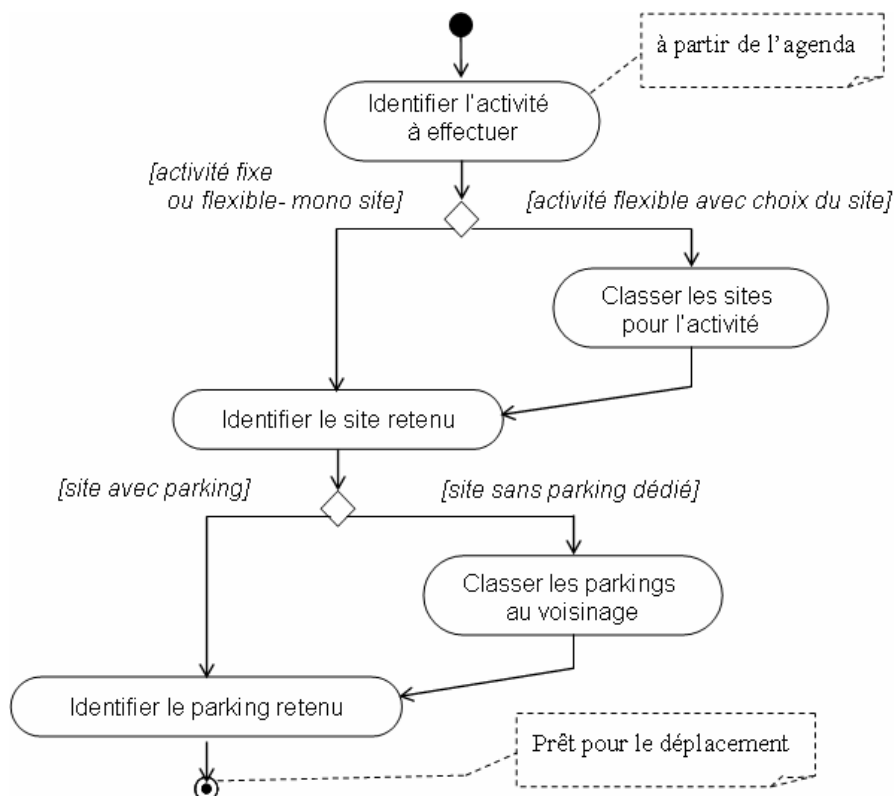 à partir de l'agenda
Identifier l'activité
à effectuer
[activité fixe
ou flexible- mono site]
[activité flexible avec choix du site]
Classer les sites
pour l'activité
Identifier le site retenu
[site avec parking]
[site sans parking dédié]
Classer les parkings
au voisinage
Identifier le parking retenu
Prêt pour le déplacement